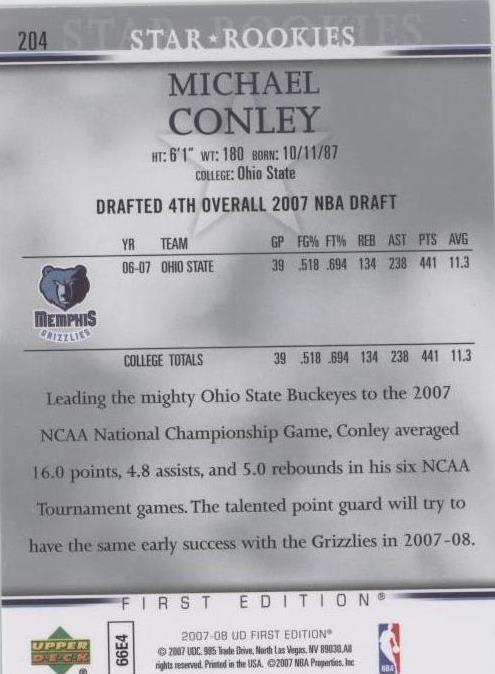 204
STAR★ROOKIES
MICHAEL
CONLEY
HT: 6'1" WT: 180 BORN: 10/11/87
COLLEGE: Ohio State
DRAFTED 4TH OVERALL 2007 NBA DRAFT
YR TEAM GP FG% FT% REB AST PTS AVG
06-07 OHIO STATE 39 .518 .694 134 238 441 11.3
MEMPHIS
GRIZZLIES
COLLEGE TOTALS 39 .518 .694 134 238 441 11.3
Leading the mighty Ohio State Buckeyes to the 2007
NCAA National Championship Game, Conley averaged
16.0 points, 4.8 assists, and 5.0 rebounds in his six NCAA
Tournament games. The talented point guard will try to
have the same early success with the Grizzlies in 2007-08.
FIRST EDITION®
UPPER
DECK®
66E4
2007-08 UD FIRST EDITION®
© 2007 UDC. 985 Trade Drive, North Las Vegas, NV 89030. All
rights reserved. Printed in the USA. ©2007 NBA Properties, Inc
NBA